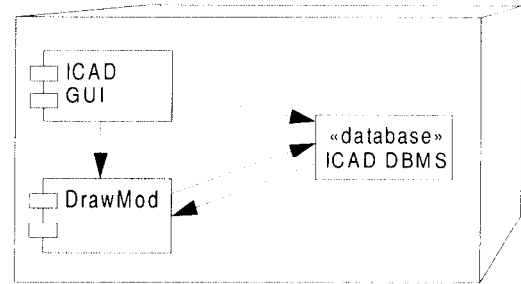 ICAD
GUI
«database»
ICAD DBMS
DrawMod